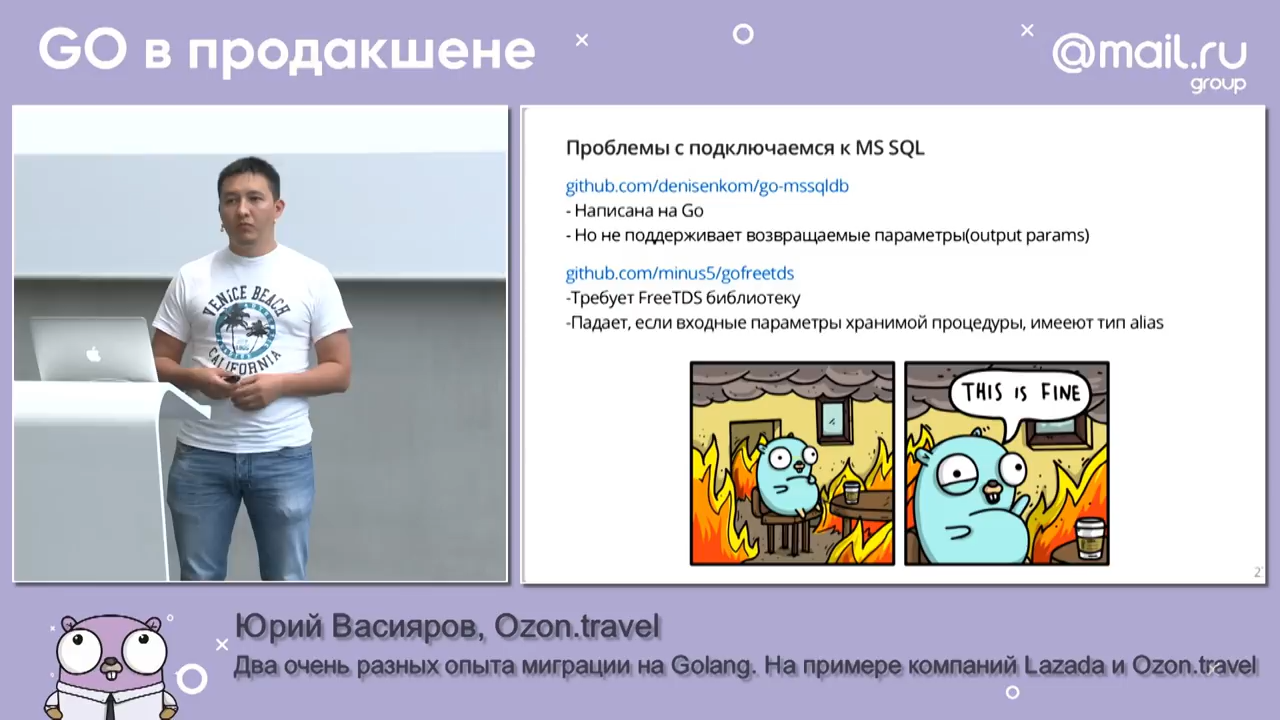 GO в продакшене
@mail.ru
group
VENICE BEACH
CALIFORNIA
Проблемы с подключаемся к MS SQL
github.com/denisenkom/go-mssqldb
- Написана на Go
- Но не поддерживает возвращаемые параметры(output params)
github.com/minus5/gofreetds
-Требует FreeTDS библиотеку
-Падает, если входные параметры хранимой процедуры, имееют тип alias
THIS IS FINE
Юрий Васияров, Ozon.travel
Два очень разных опыта миграции на Golang. На примере компаний Lazada и Ozon.travel